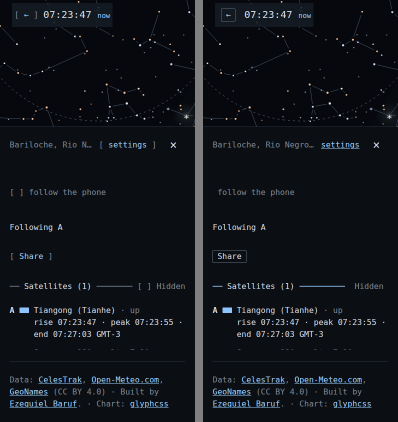 [ ← ] 07:23:47 now
Bariloche, Rio N… [ settings ] ×
[ ] follow the phone
Following A
[ Share ]
Satellites (1) [ ] Hidden
A Tiangong (Tianhe) · up
rise 07:23:47 · peak 07:23:55 ·
end 07:27:03 GMT-3
Data: CelesTrak, Open-Meteo.com,
GeoNames (CC BY 4.0) · Built by
Ezequiel Baruf. · Chart: glyphcss
← 07:23:47 now
Bariloche, Rio Negro… settings ×
follow the phone
Following A
Share
Satellites (1) Hidden
A Tiangong (Tianhe) · up
rise 07:23:47 · peak 07:23:55 ·
end 07:27:03 GMT-3
Data: CelesTrak, Open-Meteo.com,
GeoNames (CC BY 4.0) · Built by
Ezequiel Baruf. · Chart: glyphcss